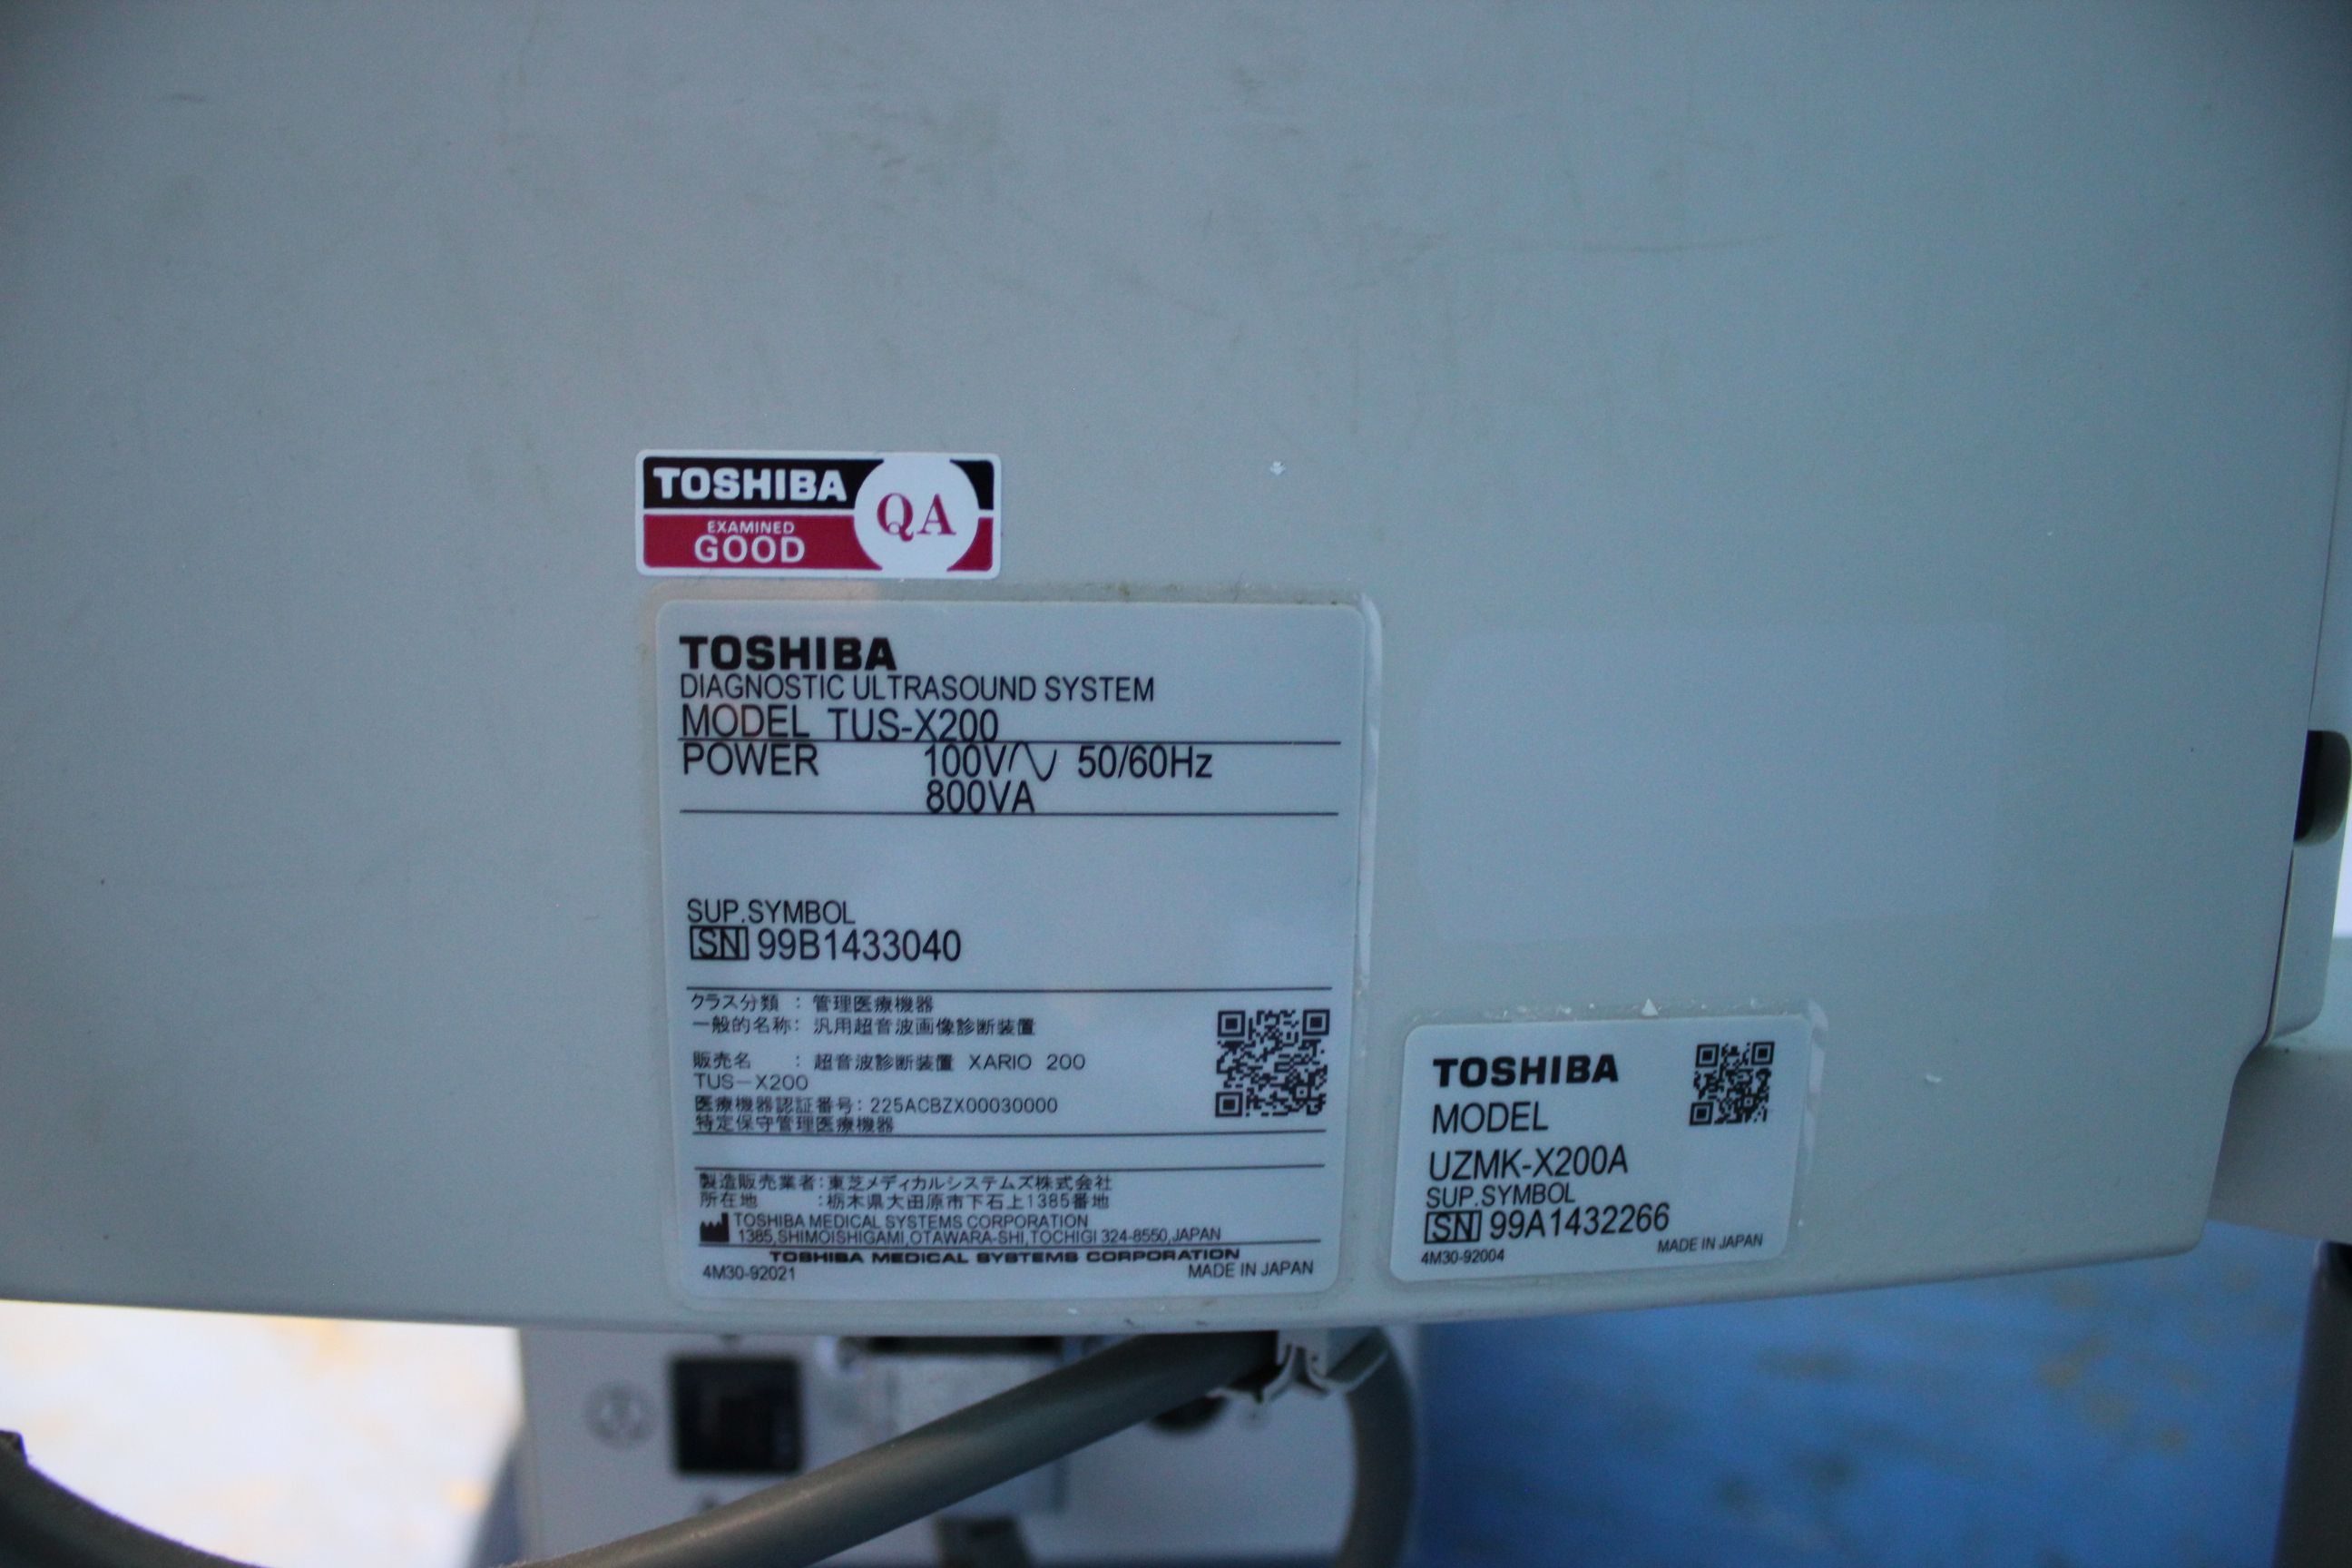 TOSHIBA
EXAMINED
GOOD
QA
TOSHIBA
DIAGNOSTIC ULTRASOUND SYSTEM
MODEL TUS-X200
POWER 100V 50/60Hz
800VA
SUP.SYMBOL
SN 99B1433040
クラス分類 : 管理医療機器
一般的名称: 汎用超音波画像診断装置
販売名 : 超音波診断装置 XARIO 200
TUS-X200
医療機器認証番号: 225ACBZX00030000
特定保守管理医療機器
製造販売業者:東芝メディカルシステムズ株式会社
所在地 :栃木県大田原市下石上1385番地
TOSHIBA MEDICAL SYSTEMS CORPORATION
1385,SHIMOISHIGAMI,OTAWARA-SHI,TOCHIGI 324-8550,JAPAN
TOSHIBA MEDICAL SYSTEMS CORPORATION
4M30-92021 MADE IN JAPAN
TOSHIBA
MODEL
UZMK-X200A
SUP.SYMBOL
SN 99A1432266
4M30-92004 MADE IN JAPAN